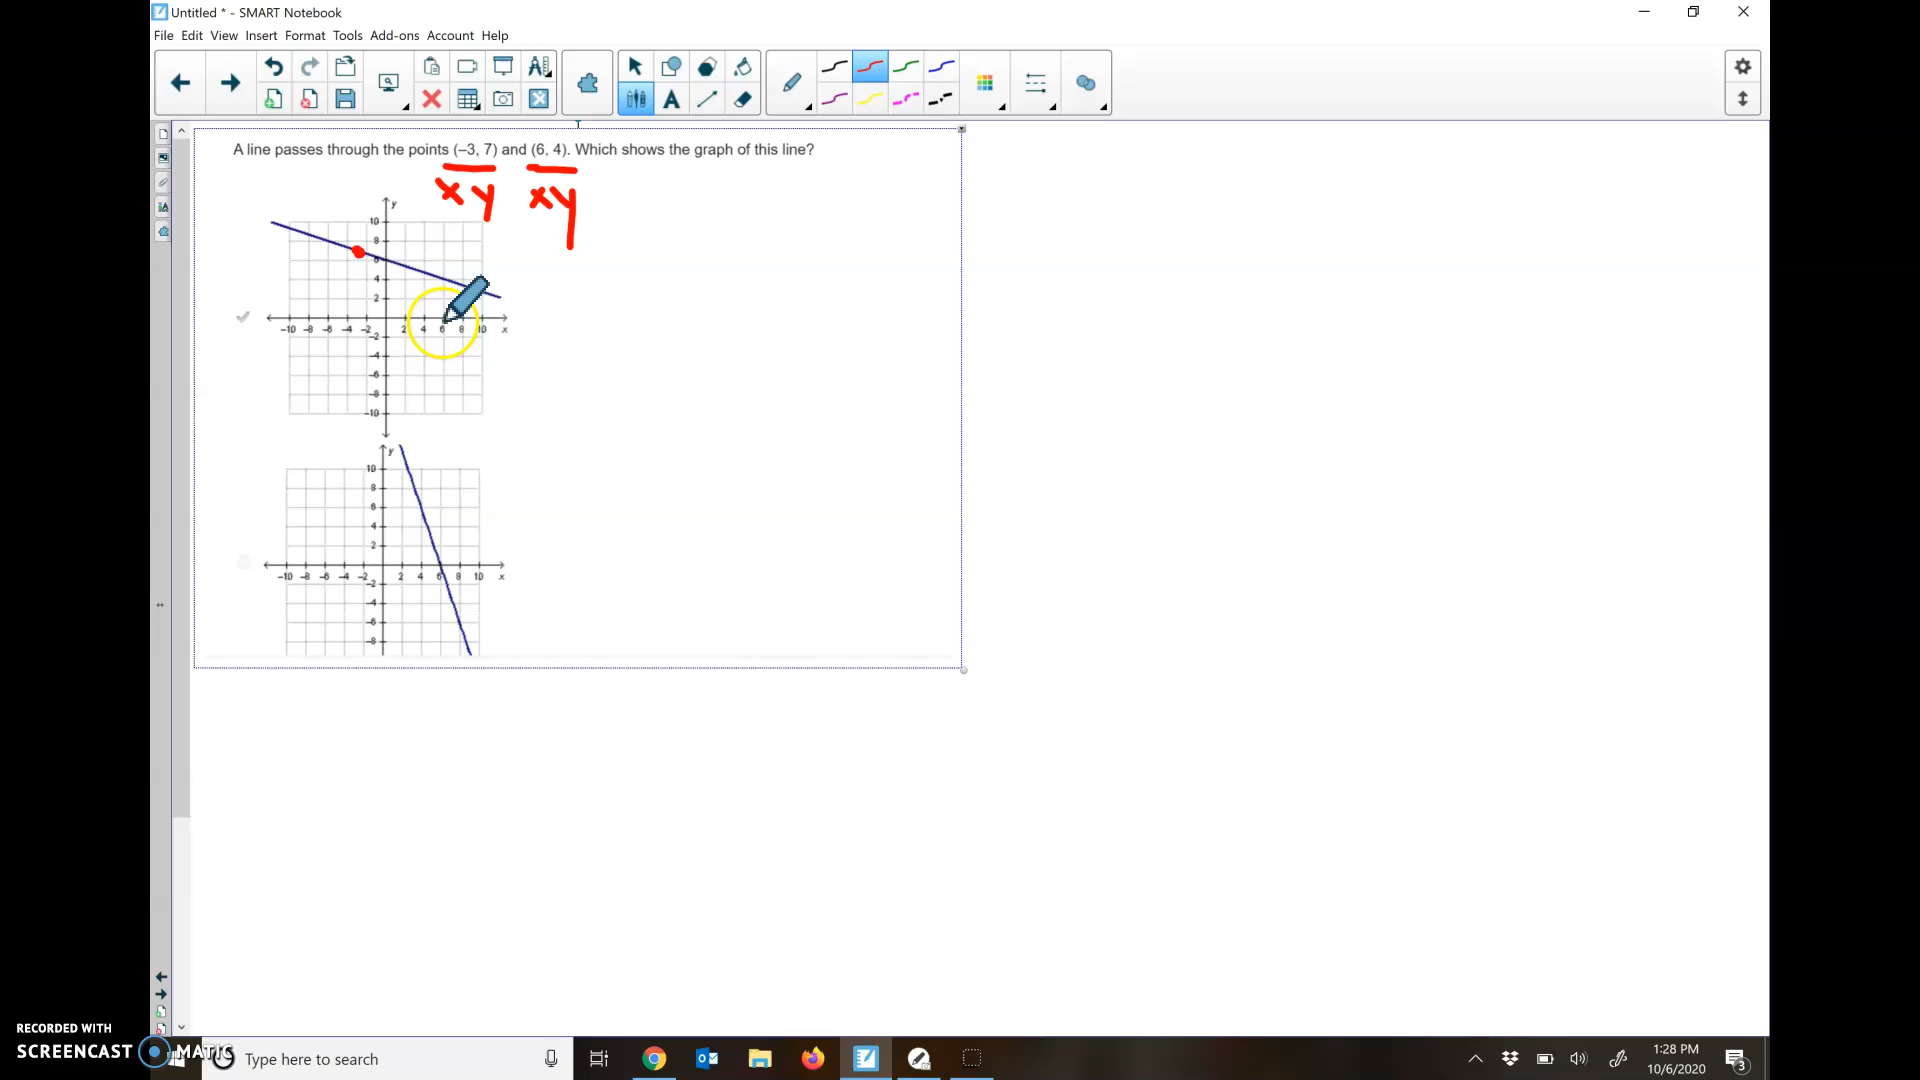 Untitled * - SMART Notebook
File Edit View Insert Format Tools Add-ons Account Help
A line passes through the points (–3, 7) and (6, 4). Which shows the graph of this line?
x y x y
y
10
8
6
4
2
-10 -8 -6 -4 -2 2 4 6 8 10 x
-2
-4
-6
-8
-10
y
10
8
6
4
2
-10 -8 -6 -4 -2 2 4 6 8 10 x
-2
-4
-6
-8
RECORDED WITH
SCREENCAST MATIC
Type here to search
1:28 PM
10/6/2020
3